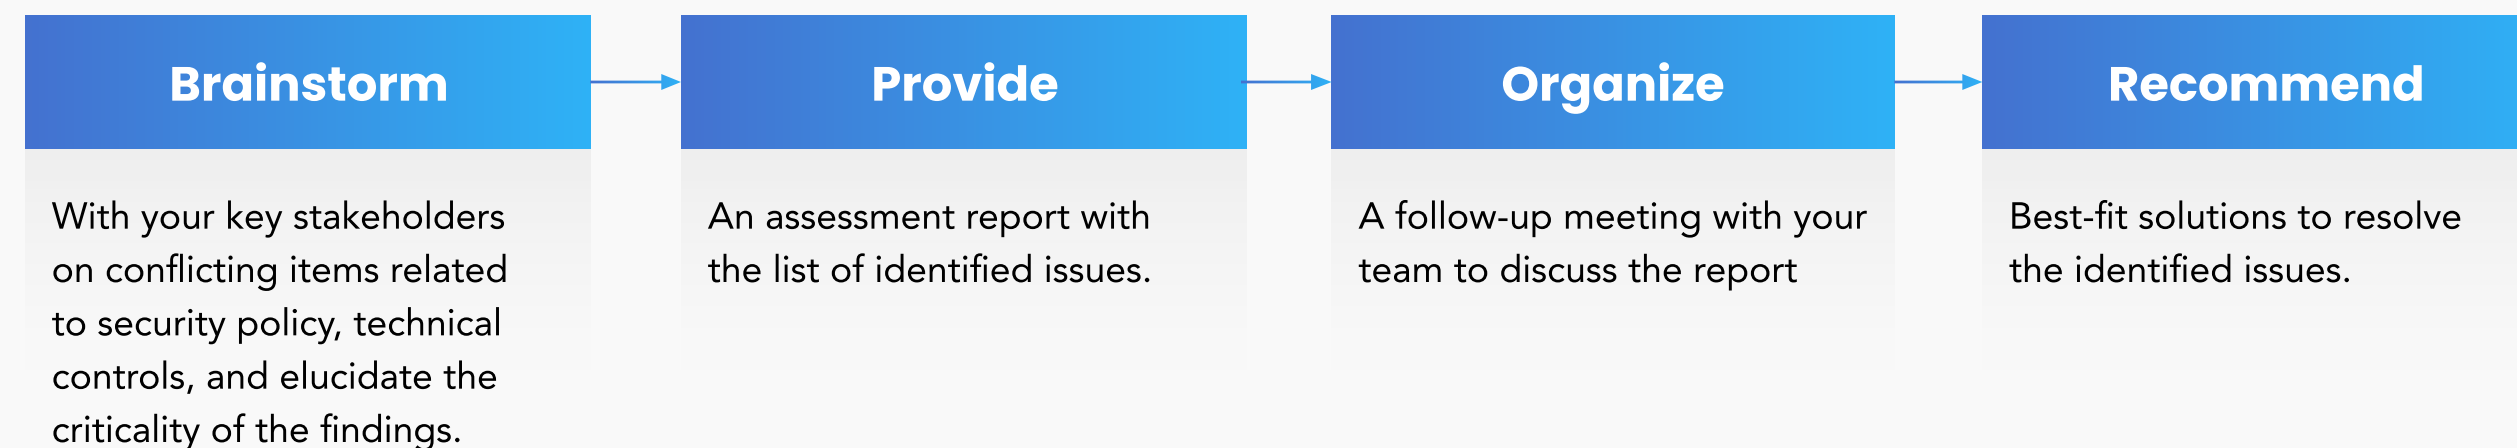 Brainstorm
With your key stakeholders
on conflicting items related
to security policy, technical
controls, and elucidate the
criticality of the findings.
Provide
An assessment report with
the list of identified issues.
Organize
A follow-up meeting with your
team to discuss the report
Recommend
Best-fit solutions to resolve
the identified issues.